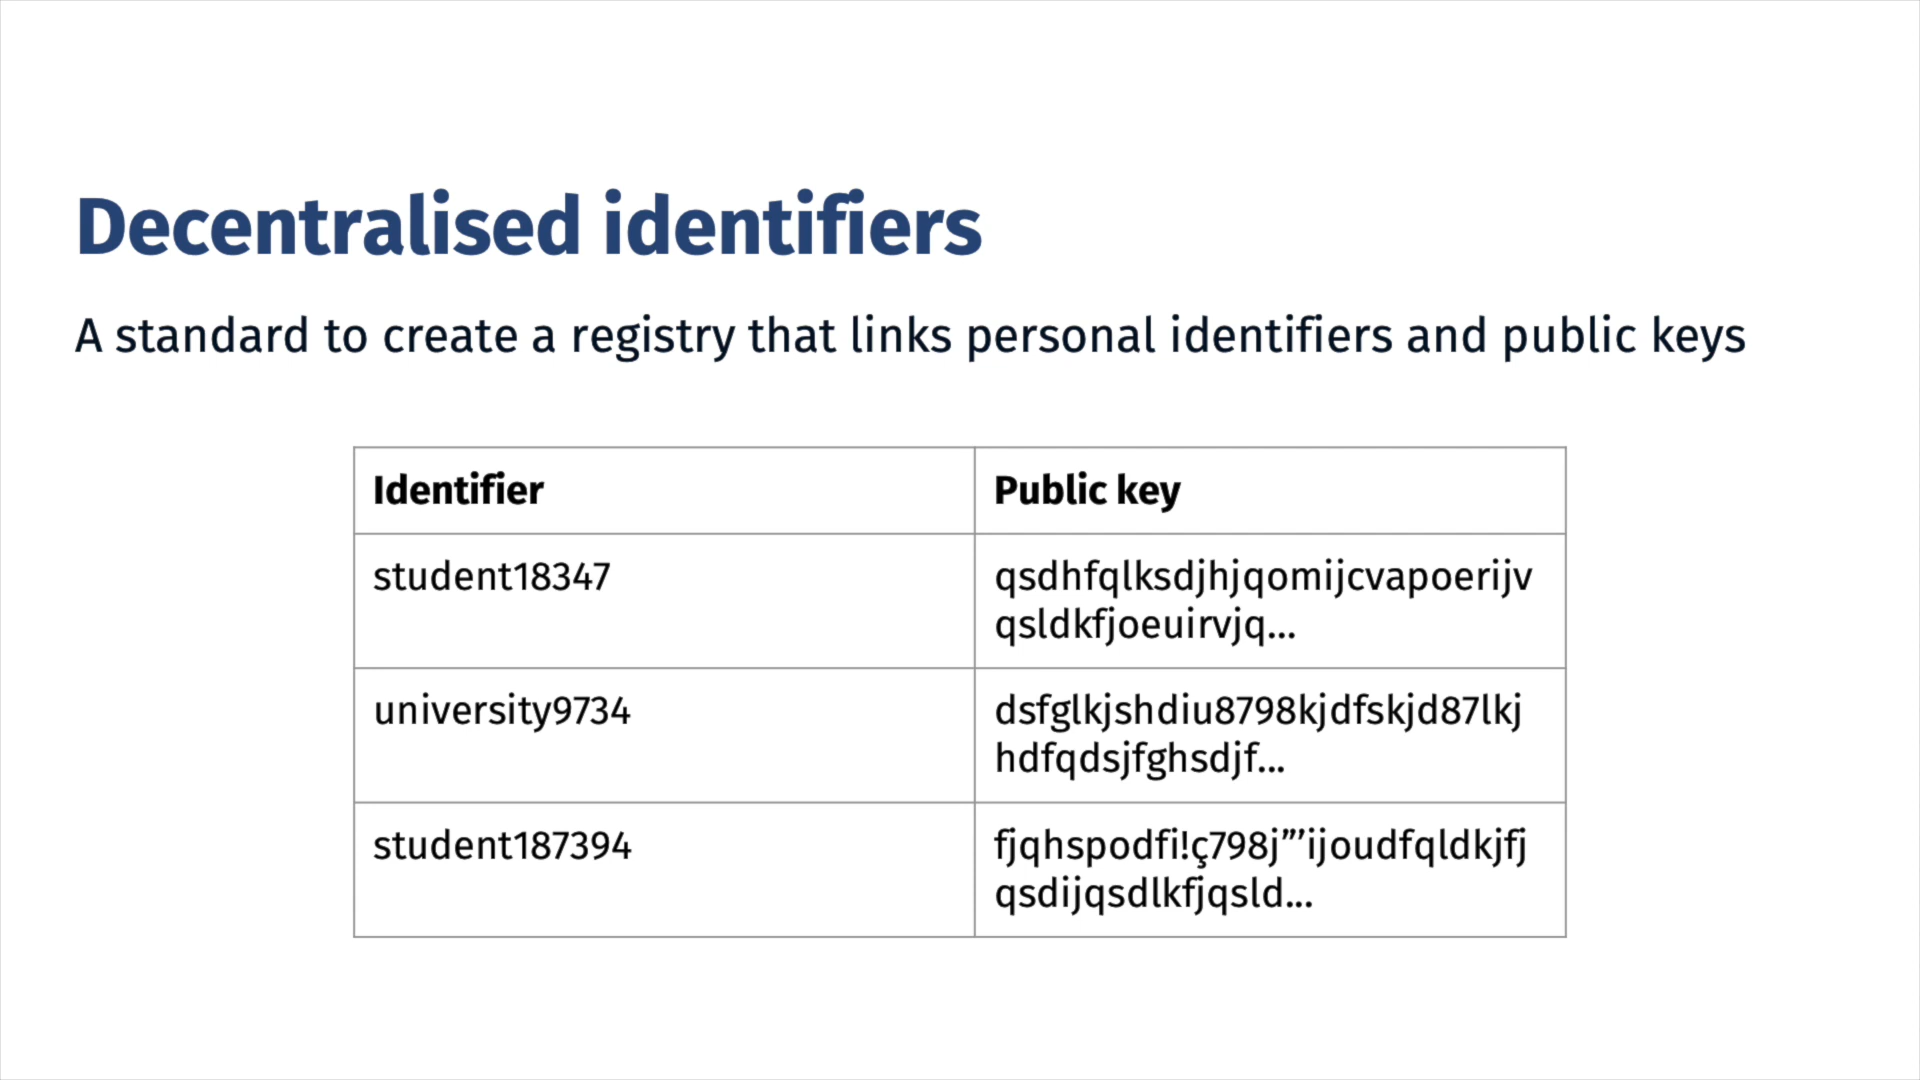 Decentralised identifiers
A standard to create a registry that links personal identifiers and public keys
Identifier
Public key
student18347
qsdhfqlksdjhjqomijcvapoerijv
qsldkfjoeuirvjq...
university9734
dsfglkjshdiu8798kjdfskjd87lkj
hdfqdsjfghsdjf...
student187394
fjqhspodfi!ç798j”’ijoudfqldkjfj
qsdijqsdlkfjqsld...